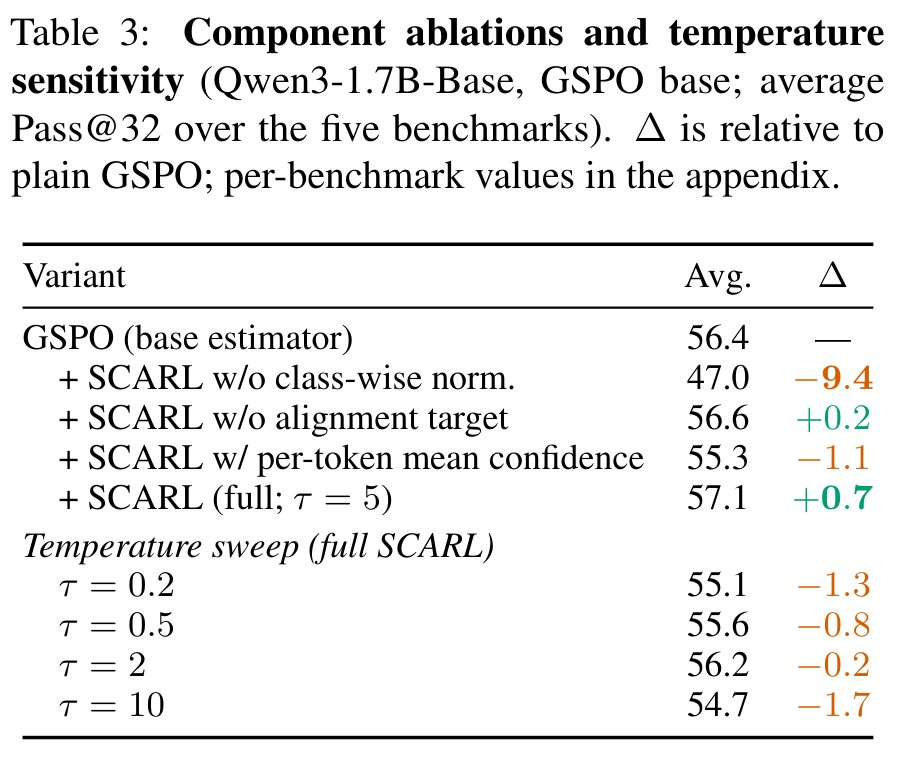 Table 3: Component ablations and temperature
sensitivity (Qwen3-1.7B-Base, GSPO base; average
Pass@32 over the five benchmarks). Δ is relative to
plain GSPO; per-benchmark values in the appendix.
Variant Avg. Δ
GSPO (base estimator) 56.4 —
+ SCARL w/o class-wise norm. 47.0 −9.4
+ SCARL w/o alignment target 56.6 +0.2
+ SCARL w/ per-token mean confidence 55.3 −1.1
+ SCARL (full; τ = 5) 57.1 +0.7
Temperature sweep (full SCARL)
τ = 0.2 55.1 −1.3
τ = 0.5 55.6 −0.8
τ = 2 56.2 −0.2
τ = 10 54.7 −1.7